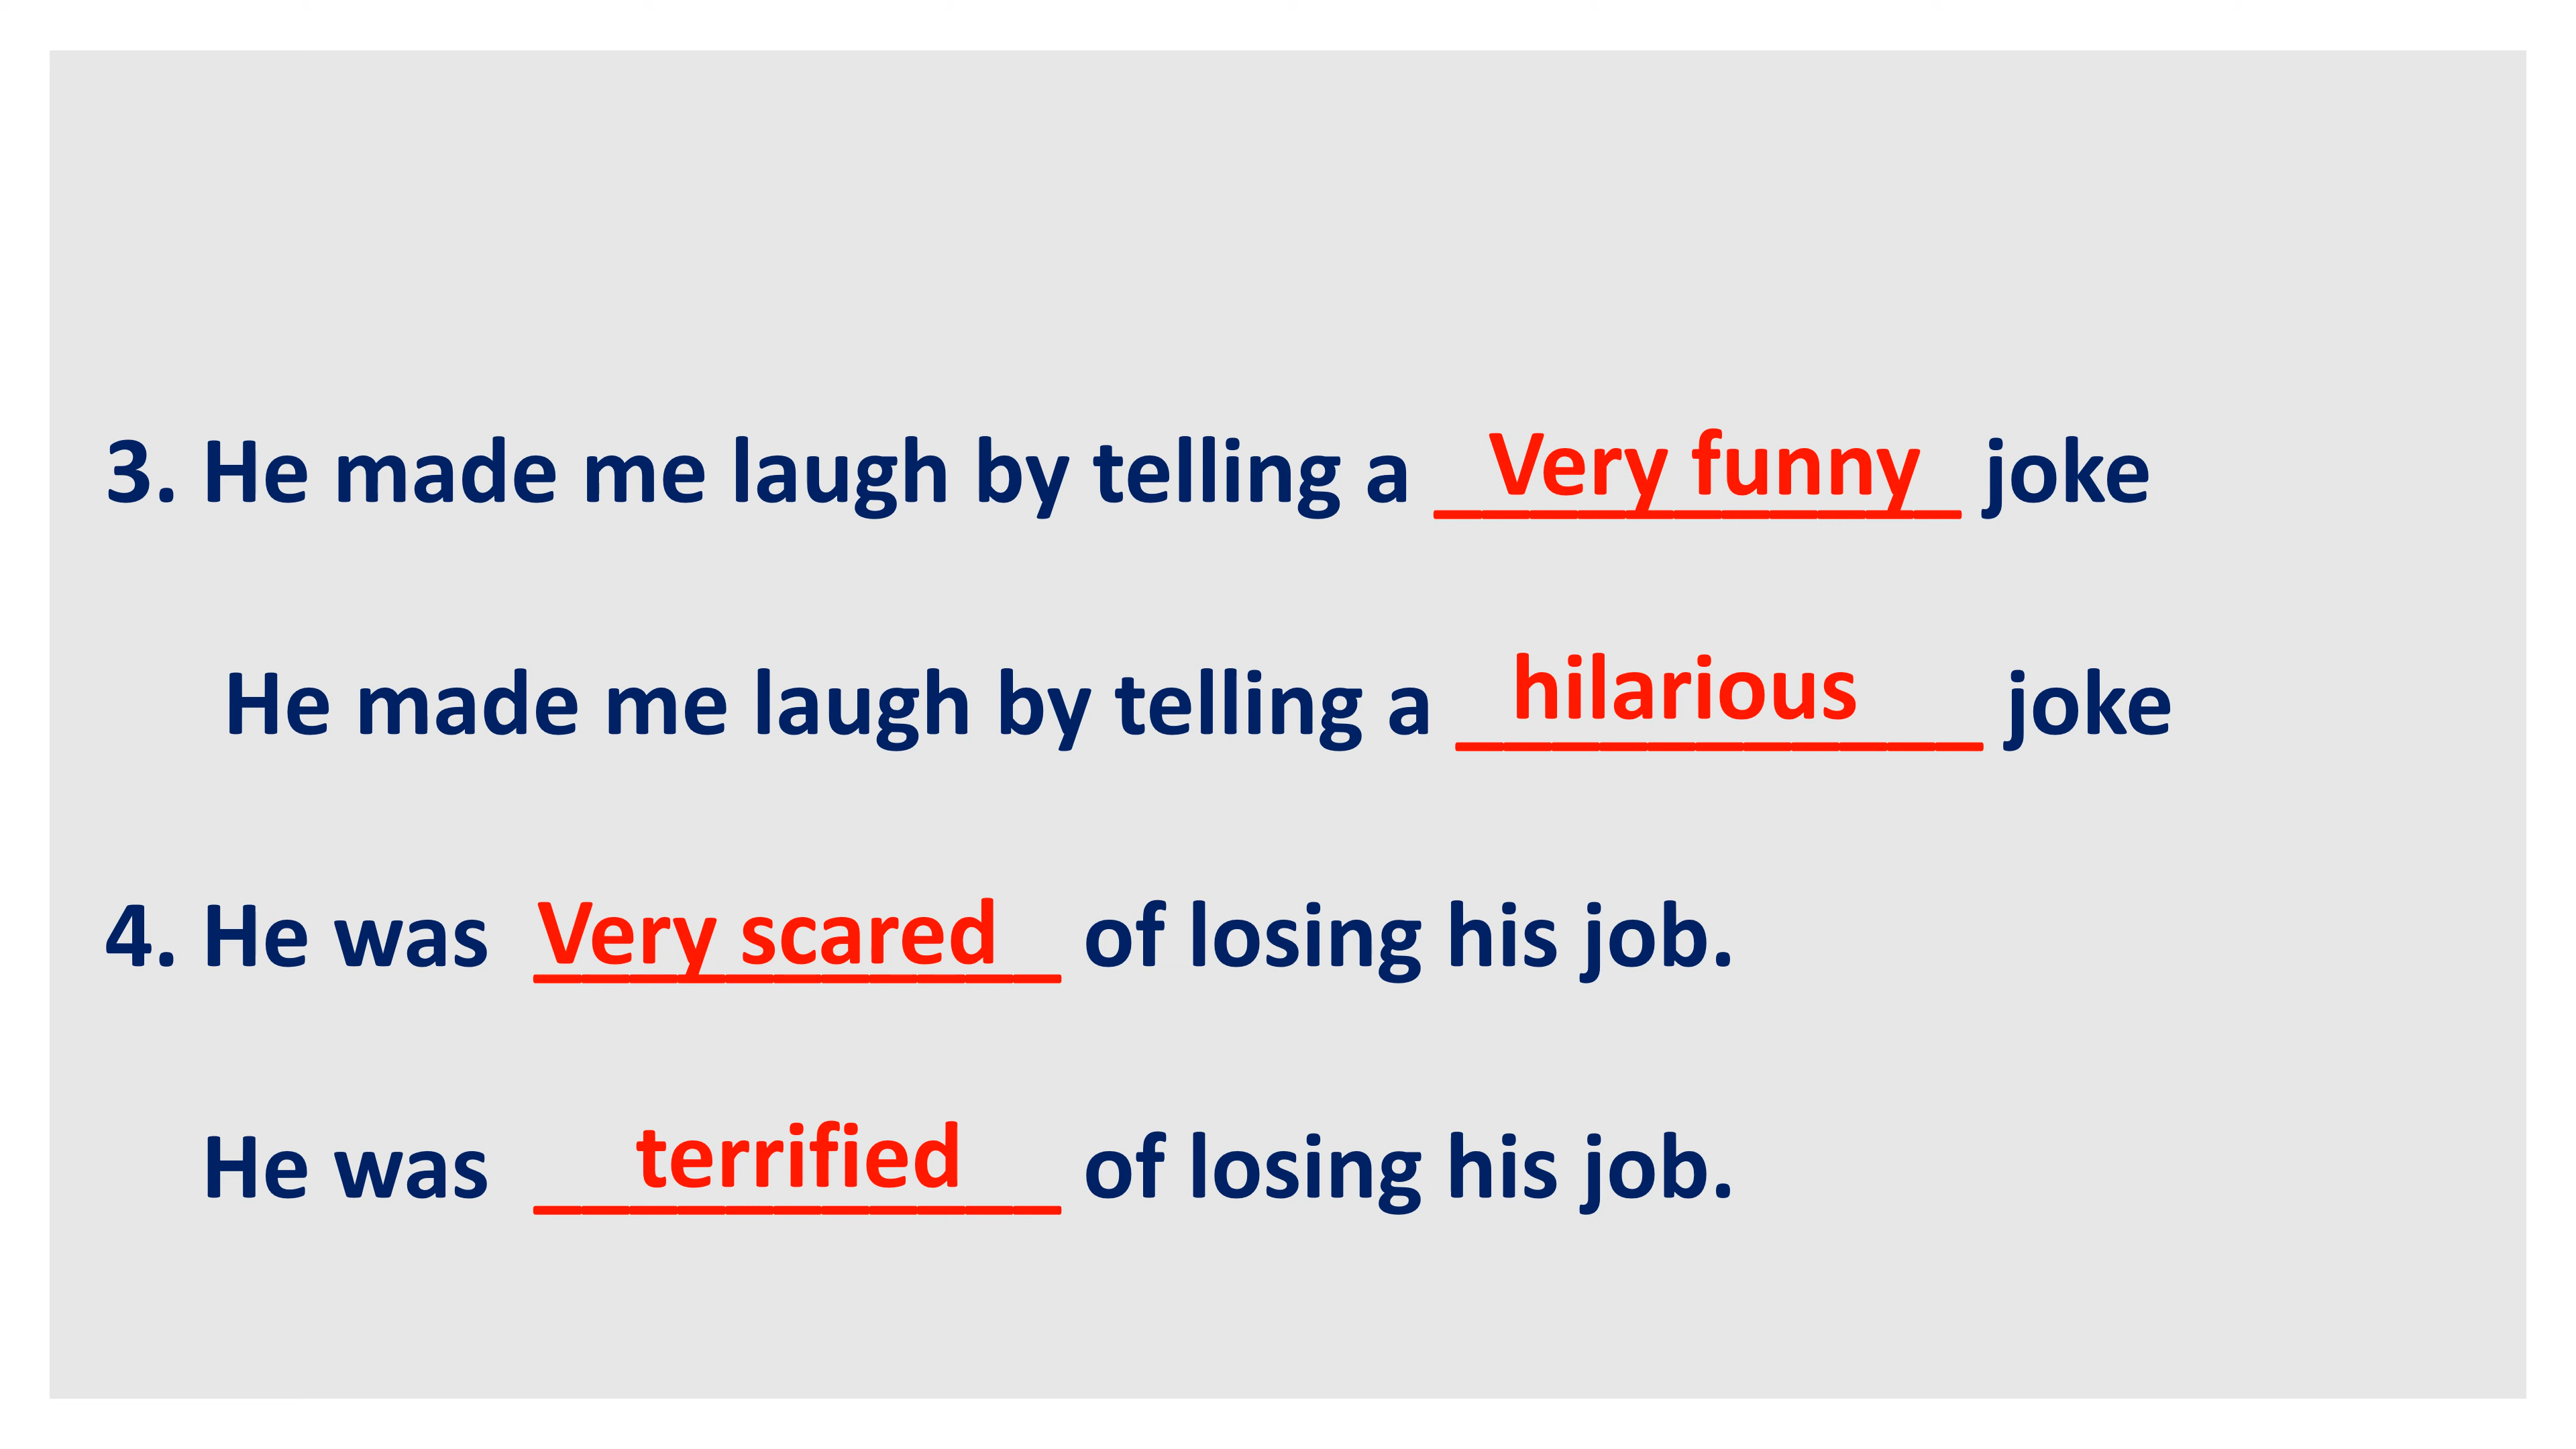 3. He made me laugh by telling a Very funny joke
He made me laugh by telling a hilarious joke
4. He was Very scared of losing his job.
He was terrified of losing his job.